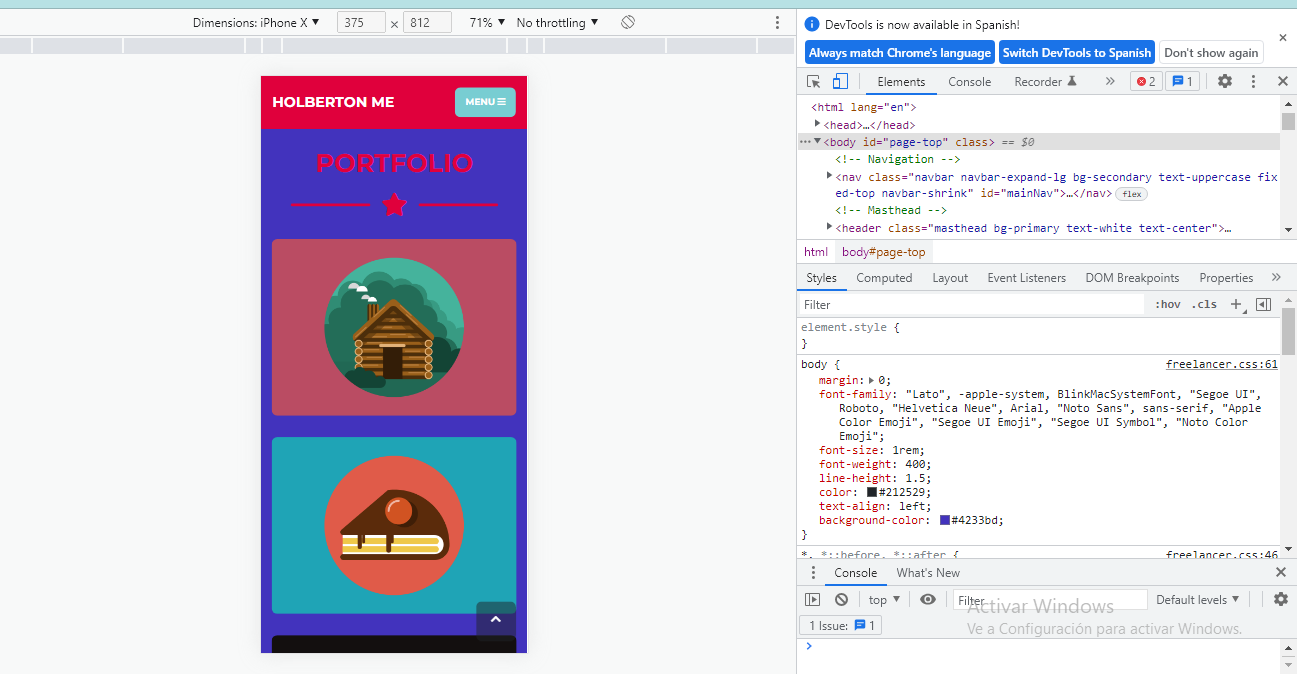 Dimensions: iPhone X ▼ 375 × 812 71% ▼ No throttling ▼
HOLBERTON ME
MENU
PORTFOLIO
DevTools is now available in Spanish!
Always match Chrome's language Switch DevTools to Spanish Don't show again
Elements Console Recorder 2 1
<html lang="en">
<head>…</head>
<body id="page-top" class> == $0
<!-- Navigation -->
<nav class="navbar navbar-expand-lg bg-secondary text-uppercase fix
ed-top navbar-shrink" id="mainNav">…</nav> flex
<!-- Masthead -->
<header class="masthead bg-primary text-white text-center">…
html body#page-top
Styles Computed Layout Event Listeners DOM Breakpoints Properties
Filter :hov .cls
element.style {
}
body { freelancer.css:61
margin: 0;
font-family: "Lato", -apple-system, BlinkMacSystemFont, "Segoe UI",
Roboto, "Helvetica Neue", Arial, "Noto Sans", sans-serif, "Apple
Color Emoji", "Segoe UI Emoji", "Segoe UI Symbol", "Noto Color
Emoji";
font-size: 1rem;
font-weight: 400;
line-height: 1.5;
color: #212529;
text-align: left;
background-color: #4233bd;
}
*, *::before, *::after { freelancer.css:46
Console What's New
top ▼ Filter Default levels ▼
1 Issue: 1
Activar Windows
Ve a Configuración para activar Windows.